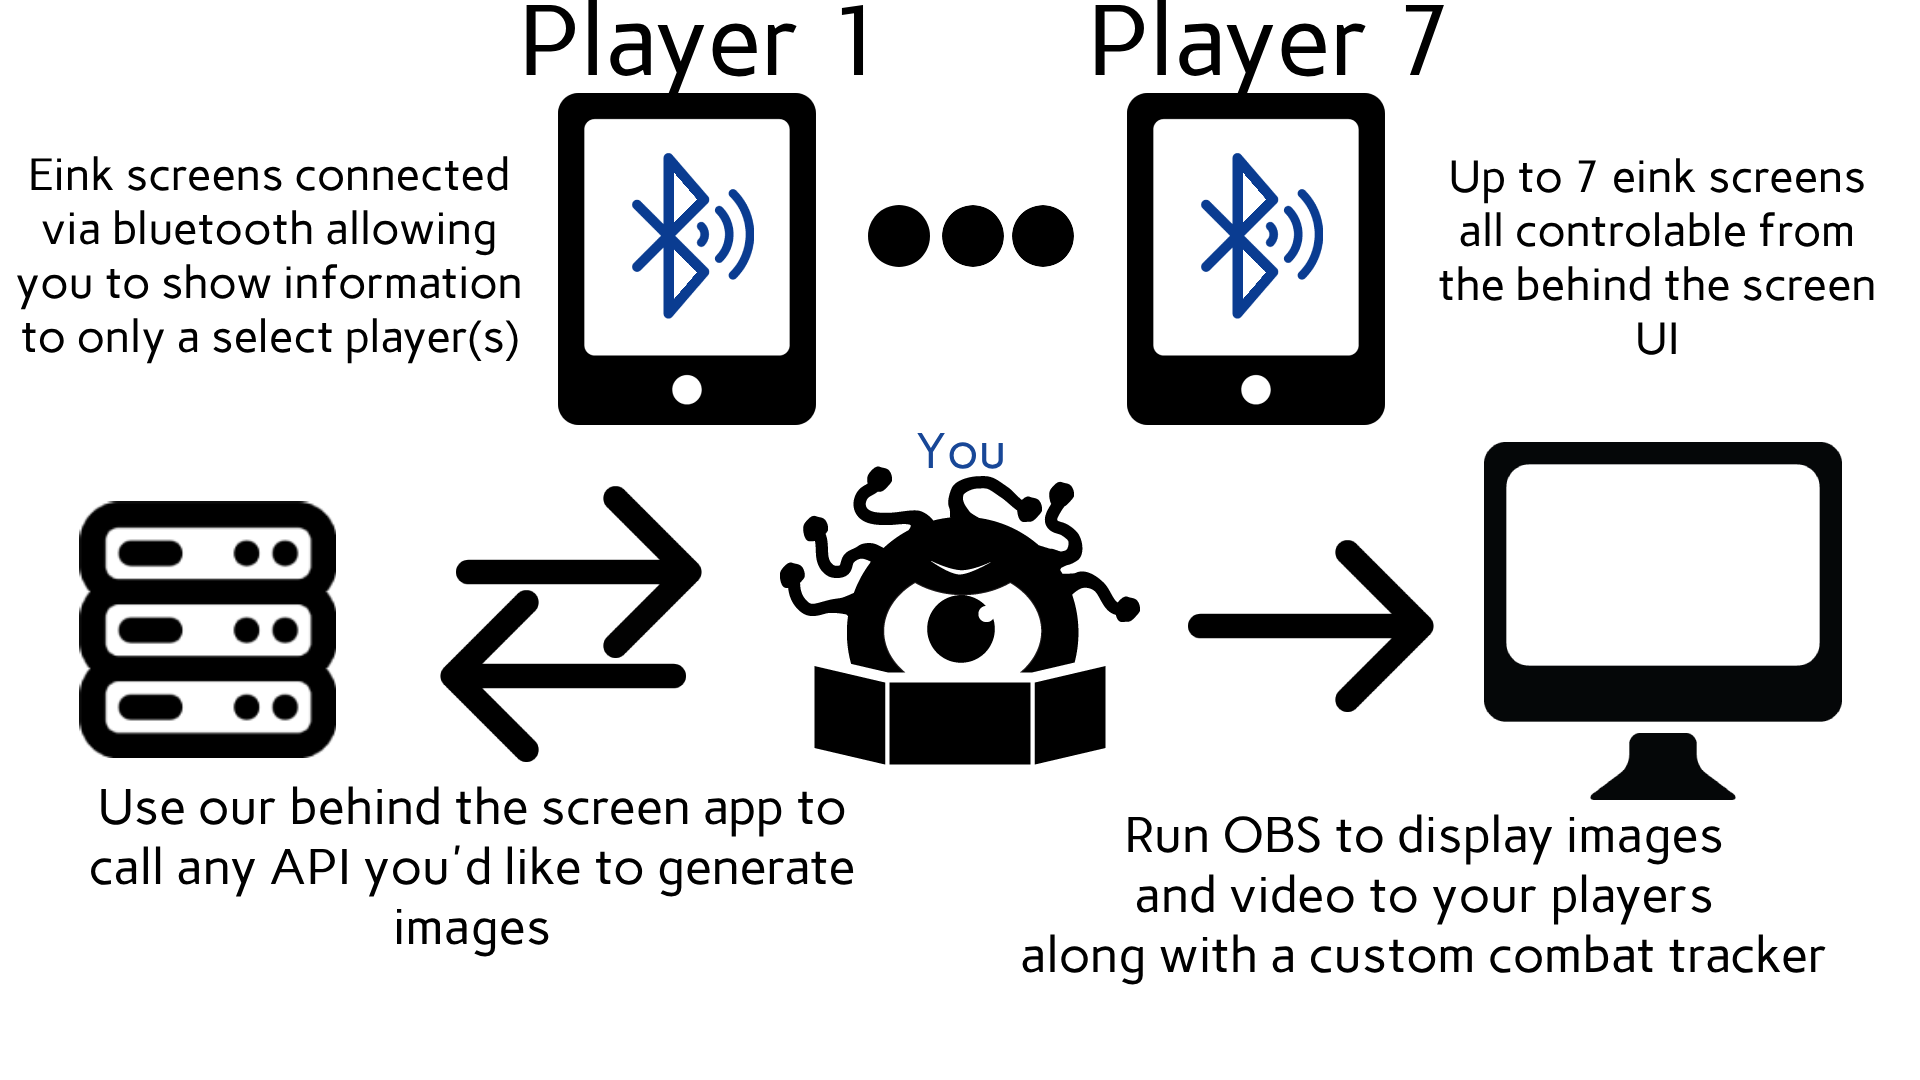 Player 1
Player 7
Eink screens connected
via bluetooth allowing
you to show information
to only a select player(s)
Up to 7 eink screens
all controlable from
the behind the screen
UI
You
Use our behind the screen app to
call any API you'd like to generate
images
Run OBS to display images
and video to your players
along with a custom combat tracker